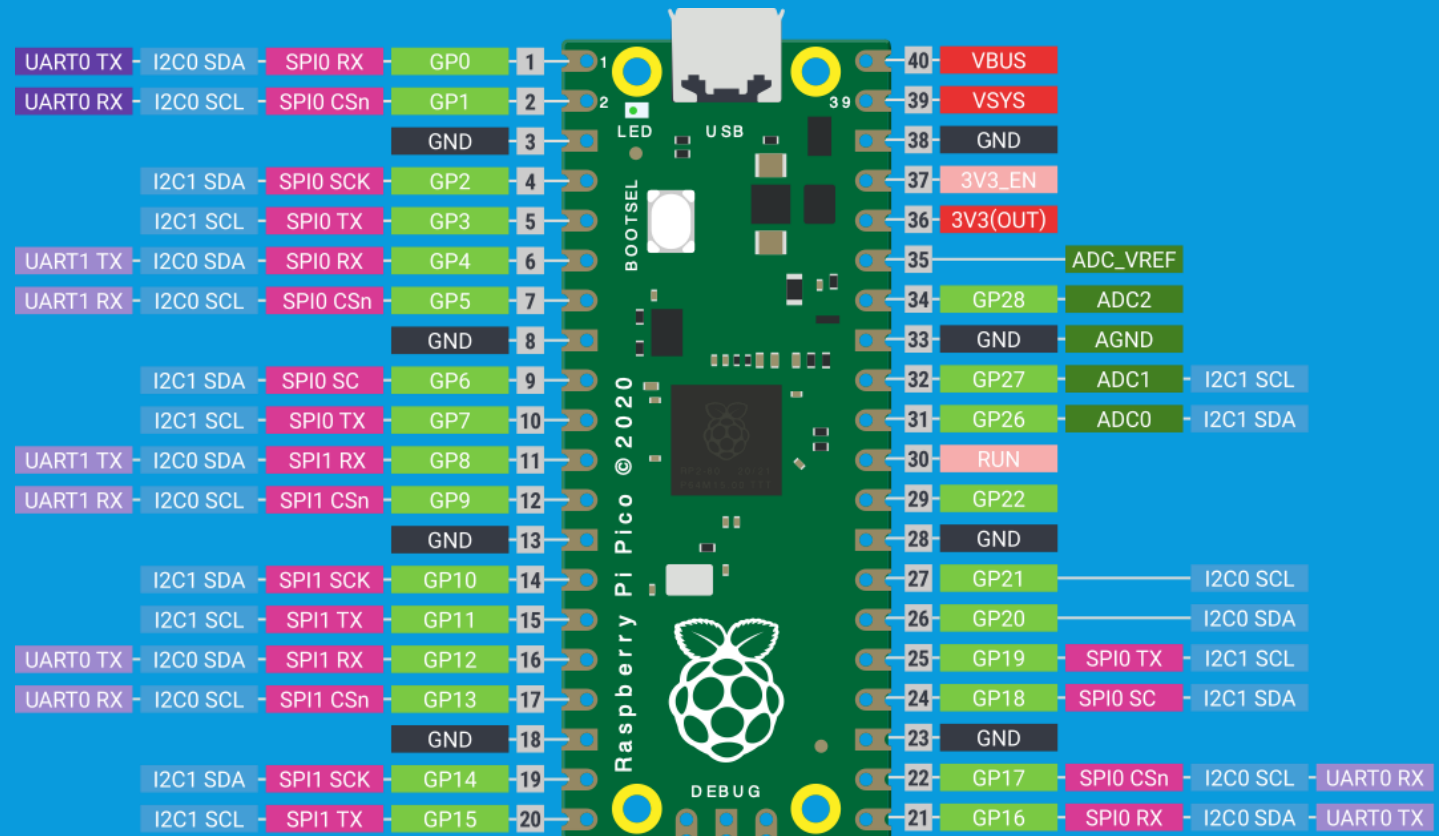 UART0 TX I2C0 SDA SPI0 RX GP0 1 1 40 VBUS
UART0 RX I2C0 SCL SPI0 CSn GP1 2 2 39 39 VSYS
LED USB
GND 3 38 GND
I2C1 SDA SPI0 SCK GP2 4 37 3V3_EN
I2C1 SCL SPI0 TX GP3 5 36 3V3(OUT)
BOOTSEL
UART1 TX I2C0 SDA SPI0 RX GP4 6 35 ADC_VREF
UART1 RX I2C0 SCL SPI0 CSn GP5 7 34 GP28 ADC2
GND 8 33 GND AGND
I2C1 SDA SPI0 SC GP6 9 32 GP27 ADC1 I2C1 SCL
I2C1 SCL SPI0 TX GP7 10 31 GP26 ADC0 I2C1 SDA
UART1 TX I2C0 SDA SPI1 RX GP8 11 30 RUN
UART1 RX I2C0 SCL SPI1 CSn GP9 12 29 GP22
GND 13 28 GND
Raspberry Pi Pico ©2020
I2C1 SDA SPI1 SCK GP10 14 27 GP21 I2C0 SCL
I2C1 SCL SPI1 TX GP11 15 26 GP20 I2C0 SDA
UART0 TX I2C0 SDA SPI1 RX GP12 16 25 GP19 SPI0 TX I2C1 SCL
UART0 RX I2C0 SCL SPI1 CSn GP13 17 24 GP18 SPI0 SC I2C1 SDA
GND 18 23 GND
I2C1 SDA SPI1 SCK GP14 19 22 GP17 SPI0 CSn I2C0 SCL UART0 RX
DEBUG
I2C1 SCL SPI1 TX GP15 20 21 GP16 SPI0 RX I2C0 SDA UART0 TX